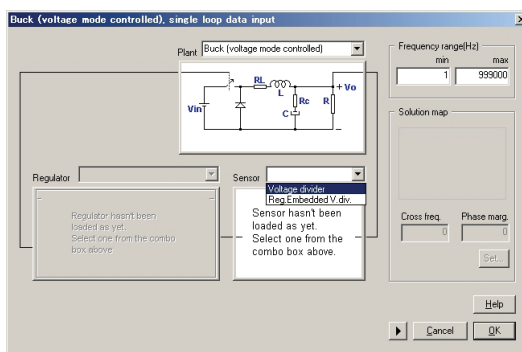 Buck (voltage mode controlled), single loop data input
Plant Buck (voltage mode controlled)
RL
L
Vin
Rc
C
R
+ Vo
-
Frequency range(Hz)
min max
1 999000
Solution map
Cross freq. Phase marg.
0 0
Set...
Regulator
Regulator hasn't been
loaded as yet.
Select one from the combo
box above
Sensor
Voltage divider
Reg.Embedded V.div.
Sensor hasn't been
loaded as yet.
Select one from the
combo box above.
Help
Cancel OK